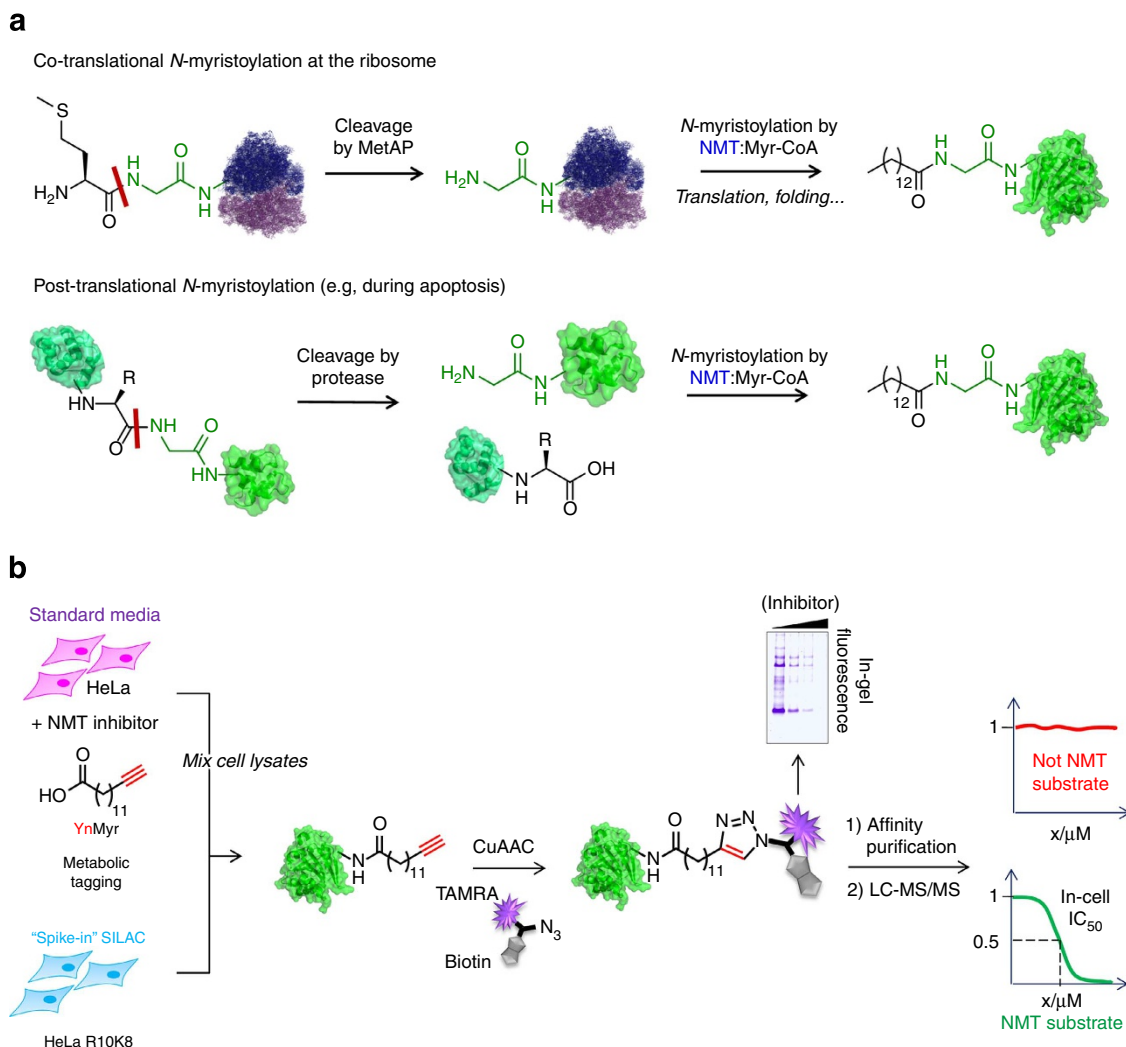 a
Co-translational N-myristoylation at the ribosome
S
H
N
O
H2N
O
N
H
Cleavage
by MetAP
O
H2N
N
H
N-myristoylation by
NMT:Myr-CoA
Translation, folding...
H
N
O
12
O
N
H
Post-translational N-myristoylation (e.g, during apoptosis)
R
HN
NH
O
O
HN
Cleavage by
protease
O
H2N
N
H
R
N
H
OH
O
N-myristoylation by
NMT:Myr-CoA
H
N
O
12
O
N
H
b
Standard media
HeLa
+ NMT inhibitor
O
HO
11
YnMyr
Metabolic
tagging
"Spike-in" SILAC
HeLa R10K8
Mix cell lysates
O
N
H
11
CuAAC
TAMRA
N3
Biotin
O
N
H
11
N
N
N
(Inhibitor)
In-gel
fluorescence
1) Affinity
purification
2) LC-MS/MS
1
Not NMT
substrate
x/μM
1
0.5
In-cell
IC50
x/μM
NMT substrate